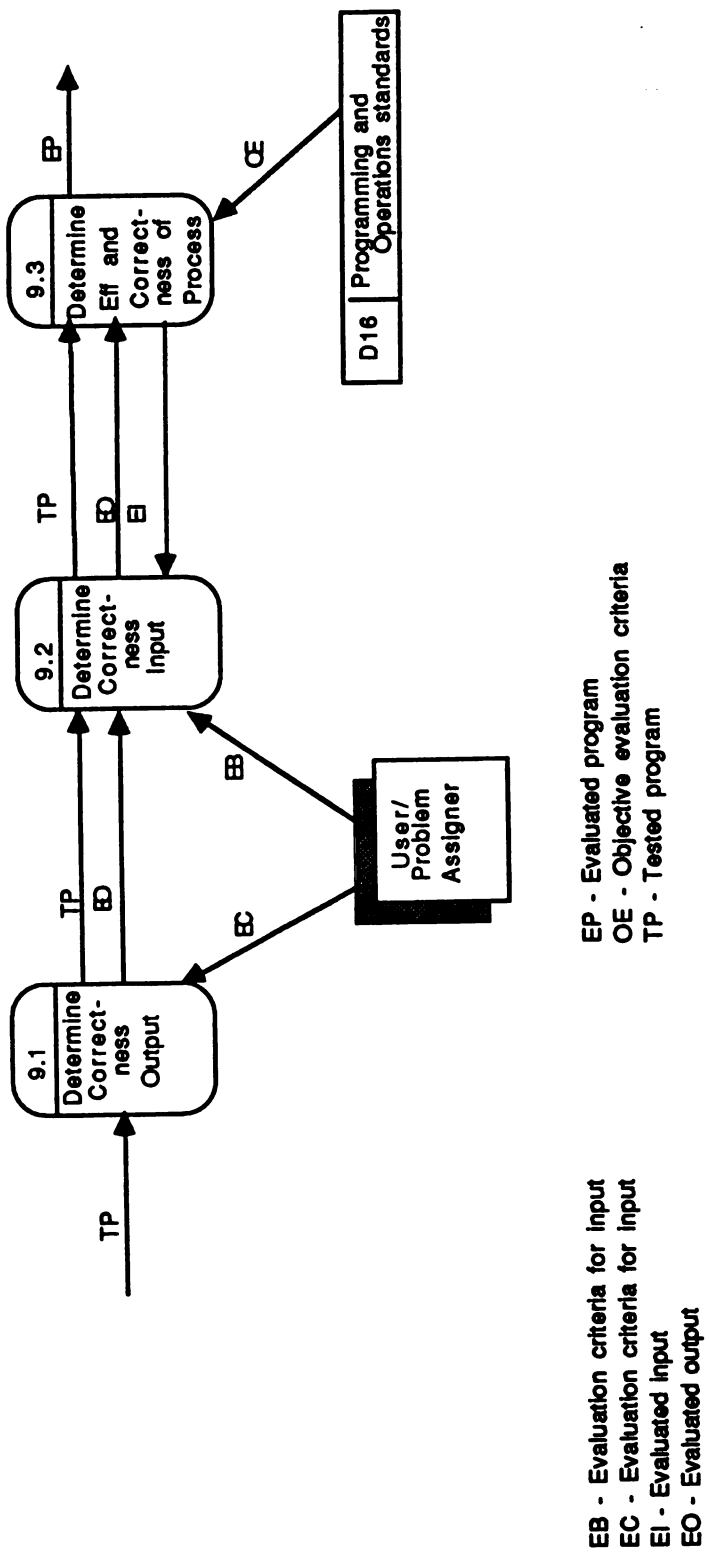 TP
9.1
Determine
Correct-
ness
Output
TP
EO
EC
User/
Problem
Assigner
EB
9.2
Determine
Correct-
ness
Input
TP
EO
EI
9.3
Determine
Eff and
Correct-
ness of
Process
EP
OE
D16
Programming and
Operations standards
EB - Evaluation criteria for input
EC - Evaluation criteria for input
EI - Evaluated input
EO - Evaluated output
EP - Evaluated program
OE - Objective evaluation criteria
TP - Tested program